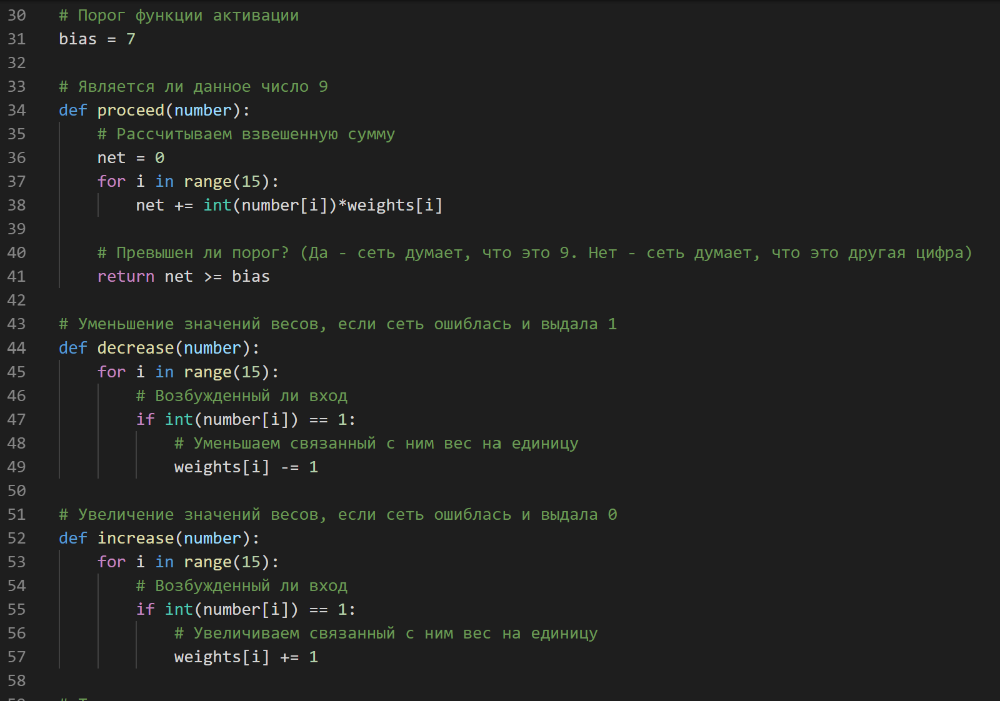 30 # Порог функции активации
31 bias = 7
32
33 # Является ли данное число 9
34 def proceed(number):
35     # Рассчитываем взвешенную сумму
36     net = 0
37     for i in range(15):
38         net += int(number[i])*weights[i]
39
40     # Превышен ли порог? (Да - сеть думает, что это 9. Нет - сеть думает, что это другая цифра)
41     return net >= bias
42
43 # Уменьшение значений весов, если сеть ошиблась и выдала 1
44 def decrease(number):
45     for i in range(15):
46         # Возбужденный ли вход
47         if int(number[i]) == 1:
48             # Уменьшаем связанный с ним вес на единицу
49             weights[i] -= 1
50
51 # Увеличение значений весов, если сеть ошиблась и выдала 0
52 def increase(number):
53     for i in range(15):
54         # Возбужденный ли вход
55         if int(number[i]) == 1:
56             # Увеличиваем связанный с ним вес на единицу
57             weights[i] += 1
58